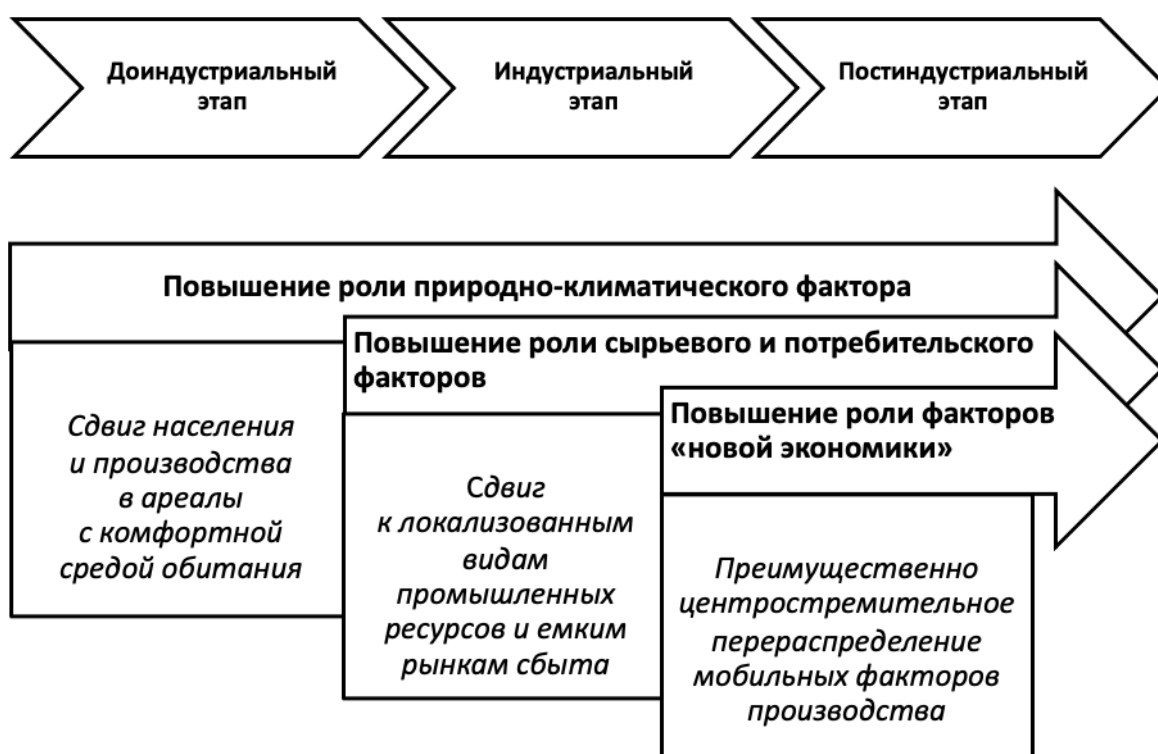 Доиндустриальный
этап
Индустриальный
этап
Постиндустриальный
этап
Повышение роли природно-климатического фактора
Повышение роли сырьевого и потребительского
факторов
Повышение роли факторов
«новой экономики»
Сдвиг населения
и производства
в ареалы
с комфортной
средой обитания
Сдвиг
к локализованным
видам
промышленных
ресурсов и емким
рынкам сбыта
Преимущественно
центростремительное
перераспределение
мобильных факторов
производства